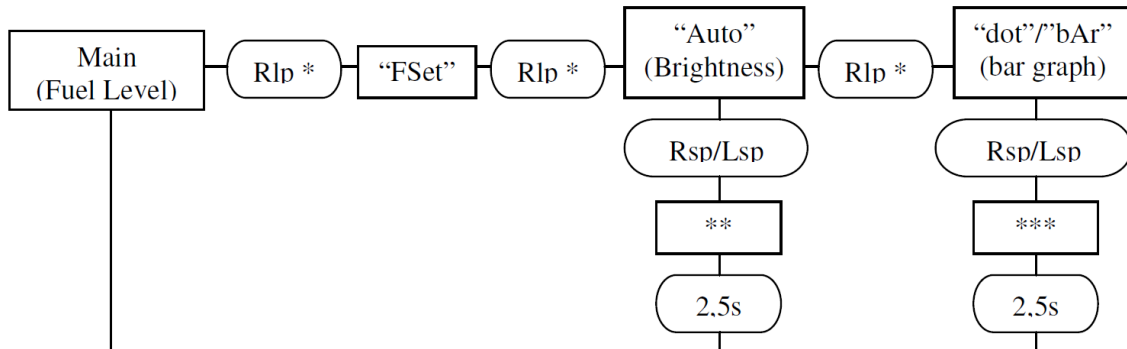 Main
(Fuel Level)
Rlp *
“FSet”
Rlp *
“Auto”
(Brightness)
Rlp *
“dot”/”bAr”
(bar graph)
Rsp/Lsp
Rsp/Lsp
**
***
2,5s
2,5s